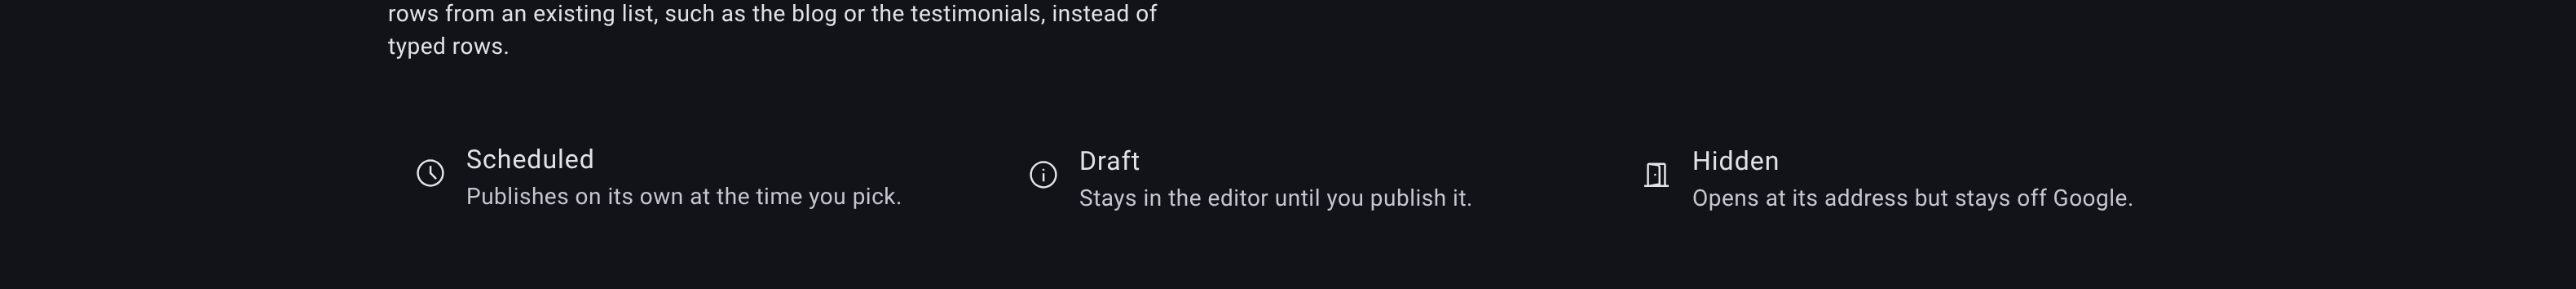 rows from an existing list, such as the blog or the testimonials, instead of
typed rows.
Scheduled
Publishes on its own at the time you pick.
Draft
Stays in the editor until you publish it.
Hidden
Opens at its address but stays off Google.